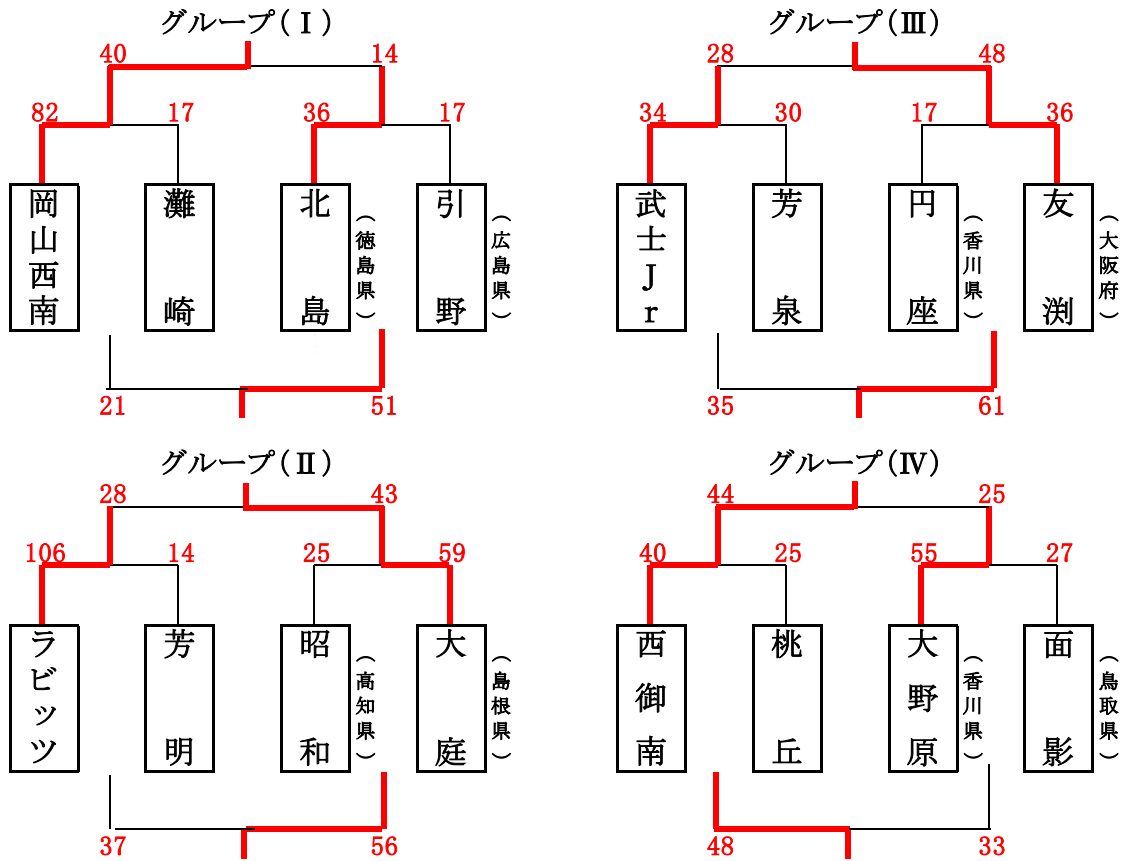 グループ(Ⅰ)
40
14
82
17
36
17
岡山西南
灘崎
北島
(徳島県)
引野
(広島県)
21
51
グループ(Ⅲ)
28
48
34
30
17
36
武士Jr
芳泉
円座
(香川県)
友渕
(大阪府)
35
61
グループ(Ⅱ)
28
43
106
14
25
59
ラビッツ
芳明
昭和
(高知県)
大庭
(島根県)
37
56
グループ(Ⅳ)
44
25
40
25
55
27
西御南
桃丘
大野原
(香川県)
面影
(鳥取県)
48
33